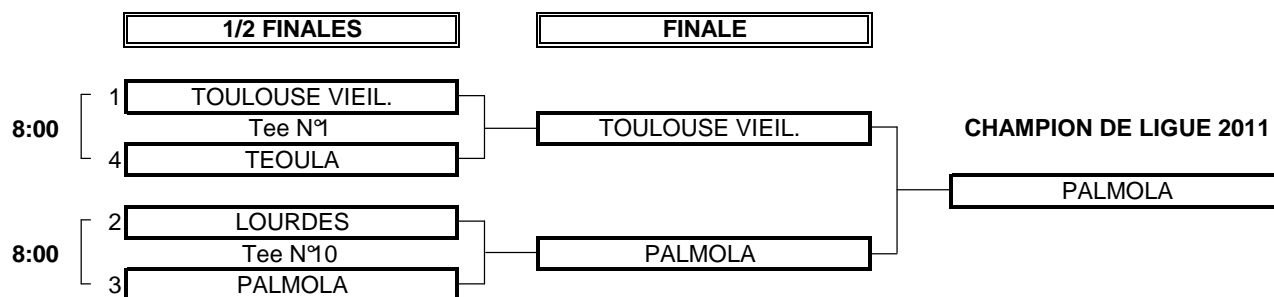 1/2 FINALES
FINALE
1 TOULOUSE VIEIL.
8:00 Tee N°1
4 TEOULA
TOULOUSE VIEIL.
CHAMPION DE LIGUE 2011
PALMOLA
2 LOURDES
8:00 Tee N°10
3 PALMOLA
PALMOLA